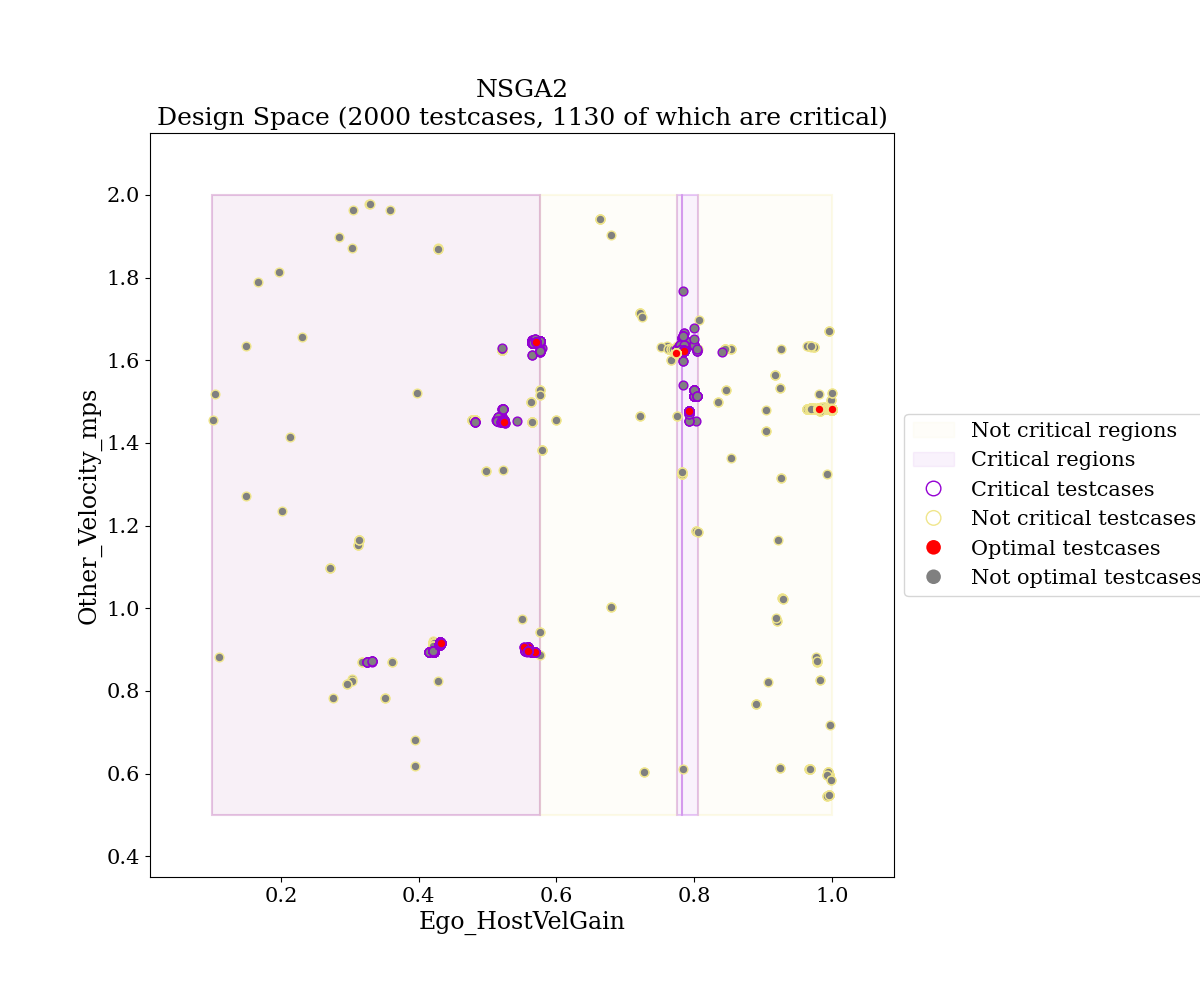 NSGA2
Design Space (2000 testcases, 1130 of which are critical)
Other_Velocity_mps
2.0
1.8
1.6
1.4
1.2
1.0
0.8
0.6
0.4
0.2
0.4
0.6
0.8
1.0
Ego_HostVelGain
Not critical regions
Critical regions
Critical testcases
Not critical testcases
Optimal testcases
Not optimal testcases